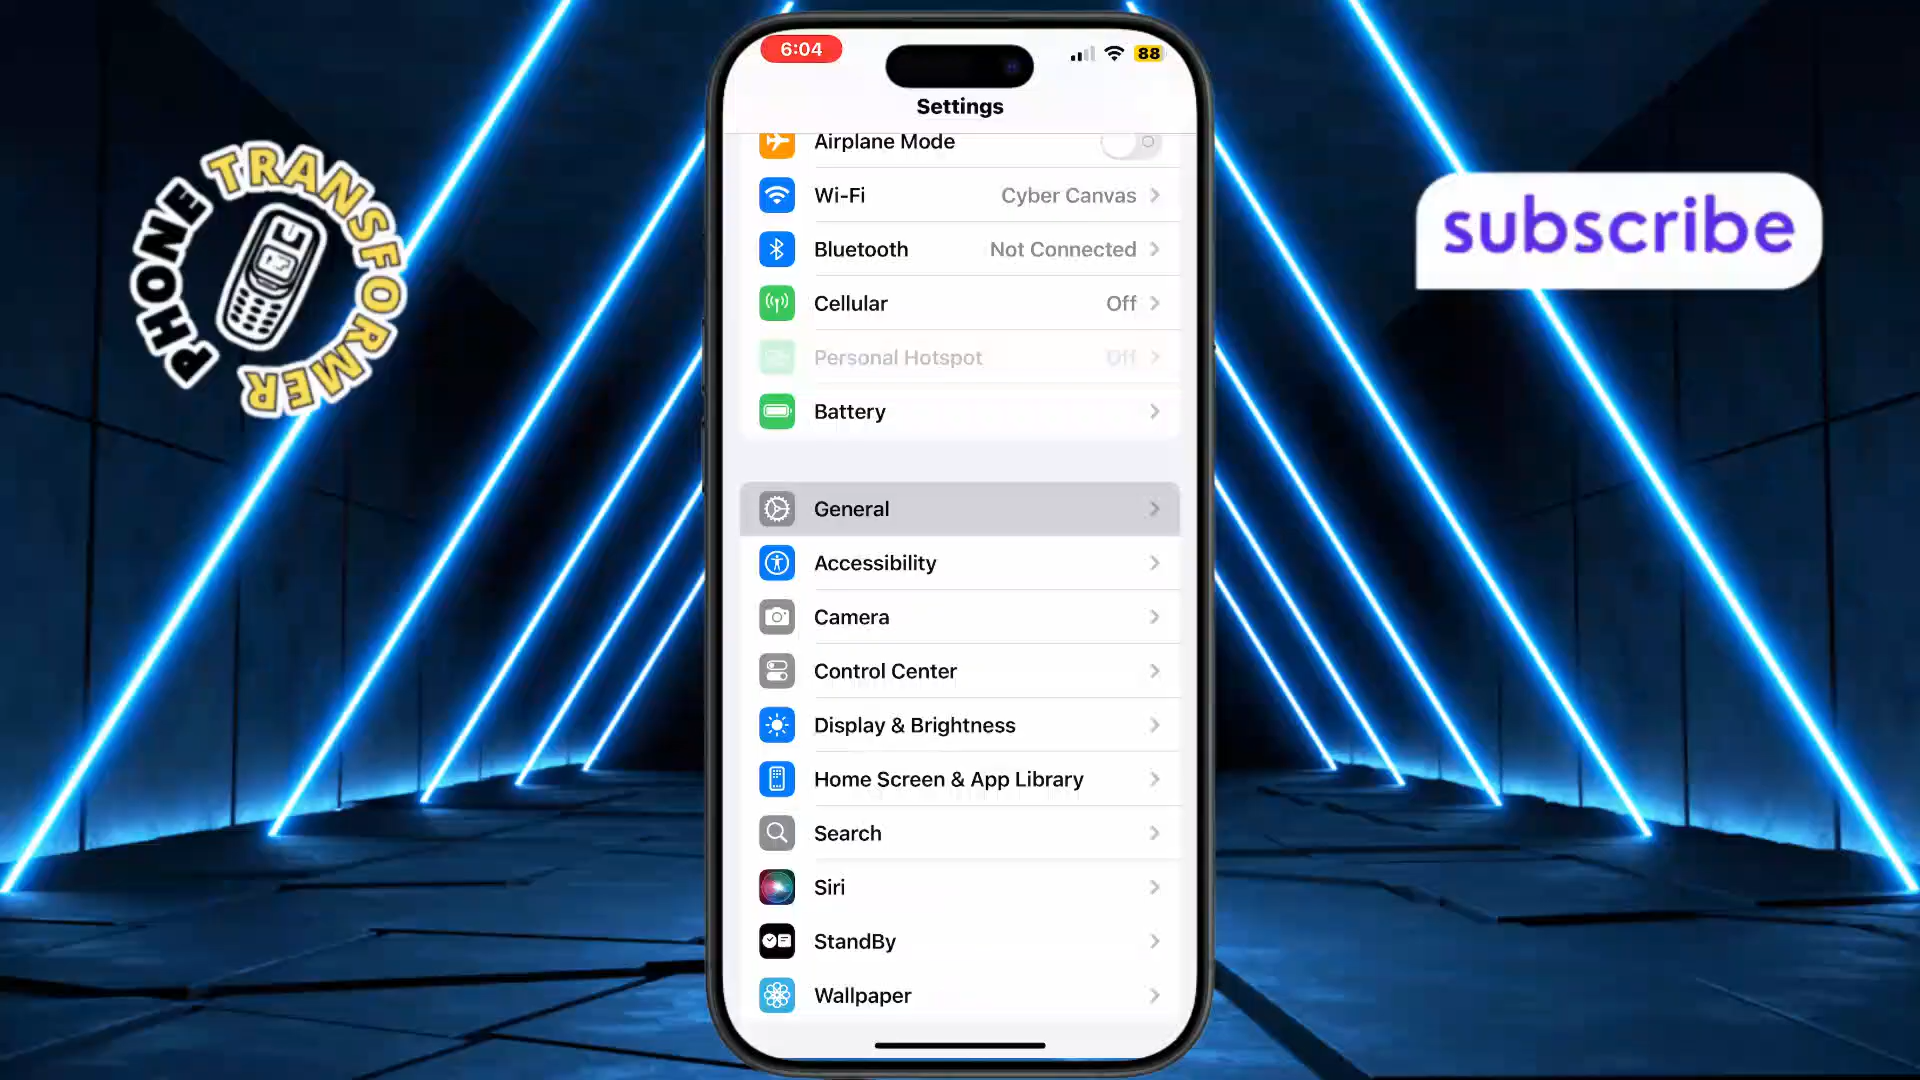 6:04
88
Settings
Airplane Mode
Wi-Fi Cyber Canvas
Bluetooth Not Connected
Cellular Off
Personal Hotspot Off
Battery
General
Accessibility
Camera
Control Center
Display & Brightness
Home Screen & App Library
Search
Siri
StandBy
Wallpaper
PHONE TRANSFORMER
subscribe